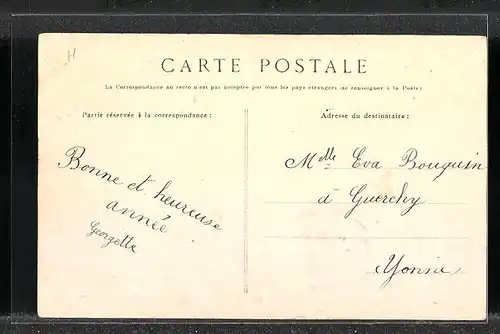 H
CARTE POSTALE
La Correspondance au recto n'est pas acceptée par tous les pays étrangers (se renseigner à la Poste)
Partie réservée à la correspondance :
Bonne et heureuse
année
Georgette
Adresse du destinataire :
Melle Eva Bouguin
à Guerchy
Yonne